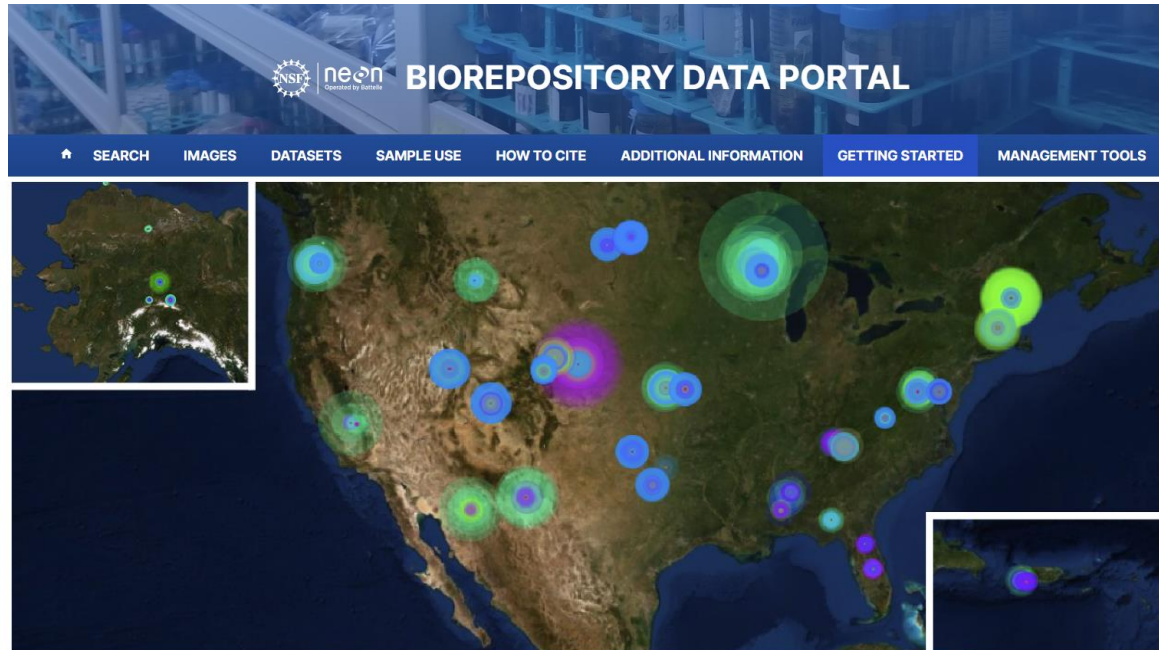 NSF
neon
Operated by Battelle
BIOREPOSITORY DATA PORTAL
SEARCH IMAGES DATASETS SAMPLE USE HOW TO CITE ADDITIONAL INFORMATION GETTING STARTED MANAGEMENT TOOLS